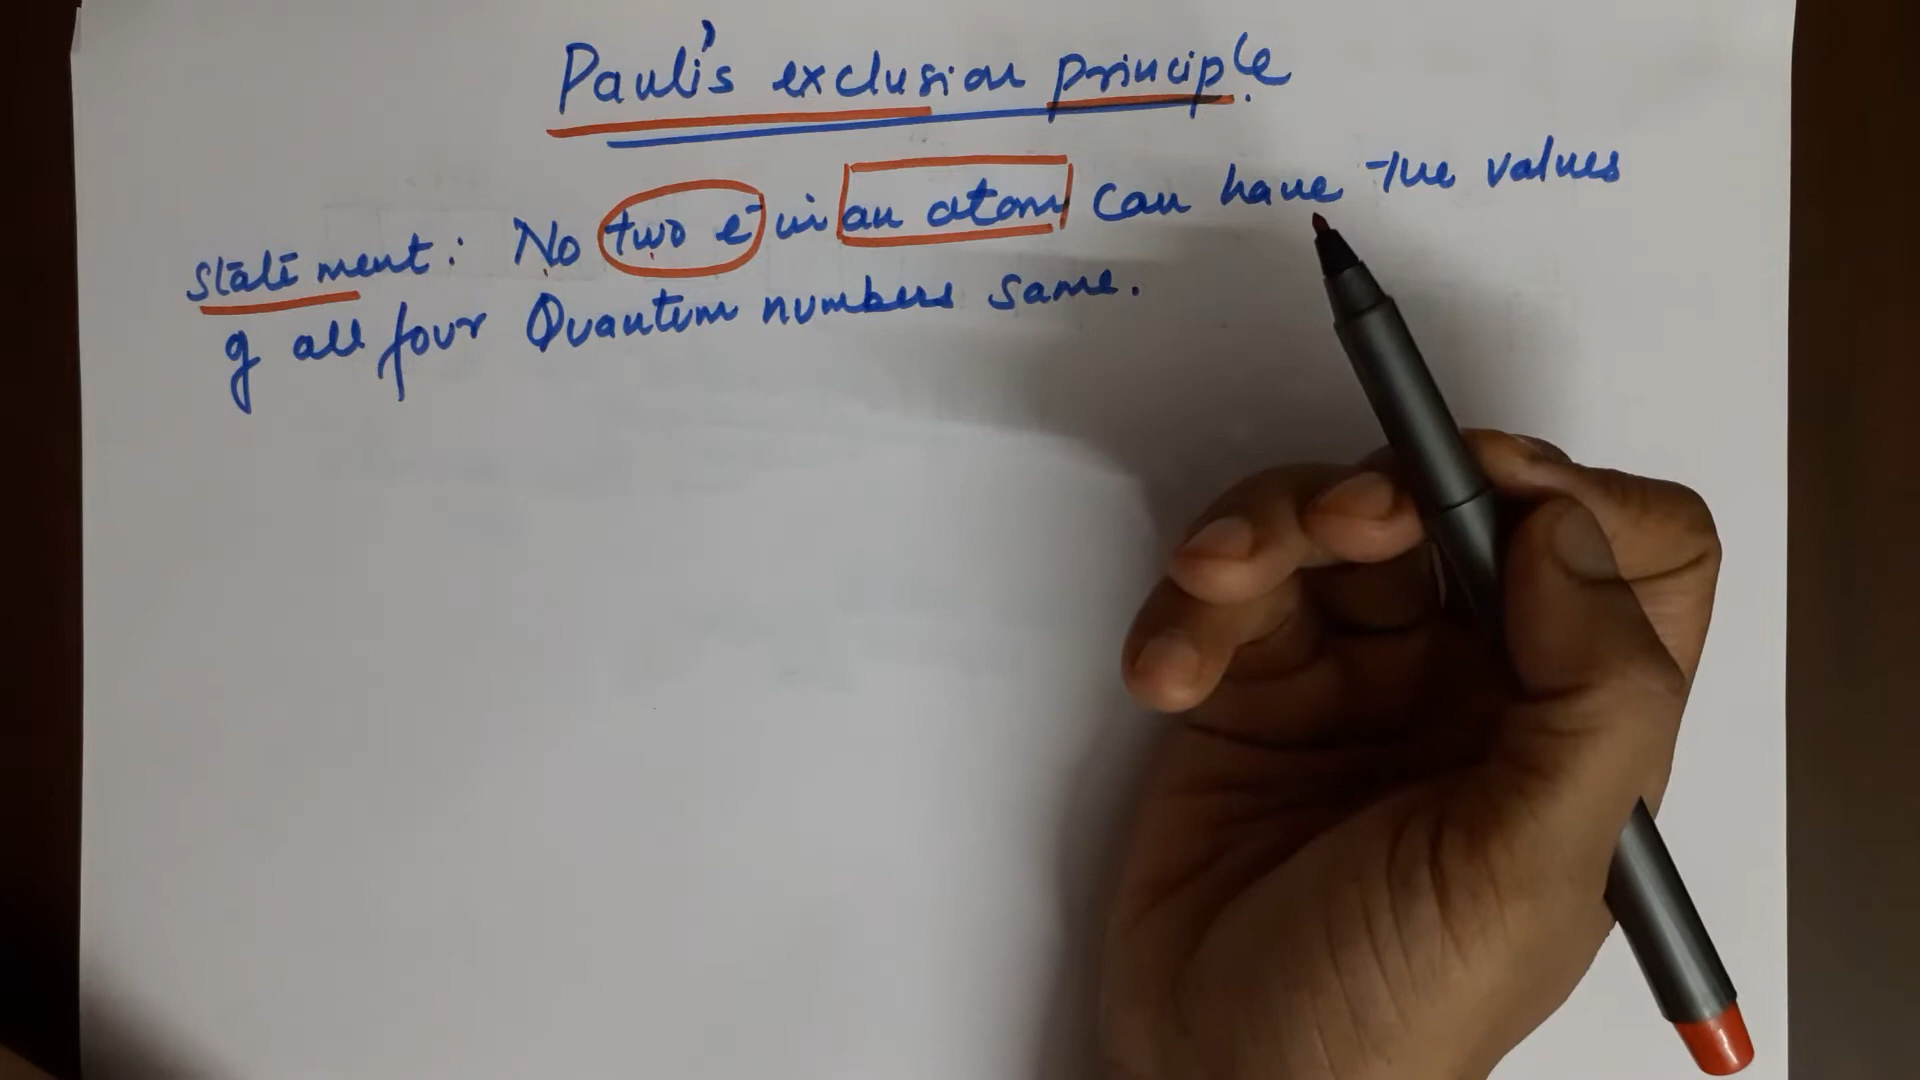 Pauli's exclusion principle.
Statement: No two e⁻ in an atom can have the values
of all four Quantum numbers same.